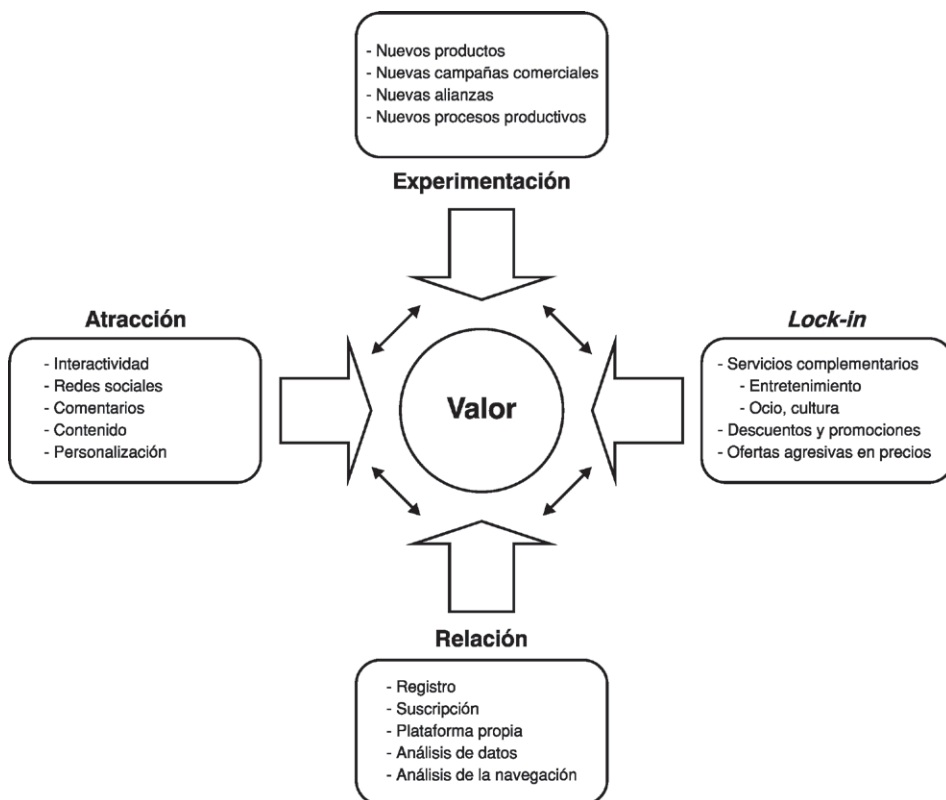 - Nuevos productos
- Nuevas campañas comerciales
- Nuevas alianzas
- Nuevos procesos productivos
Experimentación
Atracción
- Interactividad
- Redes sociales
- Comentarios
- Contenido
- Personalización
Valor
Lock-in
- Servicios complementarios
- Entretenimiento
- Ocio, cultura
- Descuentos y promociones
- Ofertas agresivas en precios
Relación
- Registro
- Suscripción
- Plataforma propia
- Análisis de datos
- Análisis de la navegación